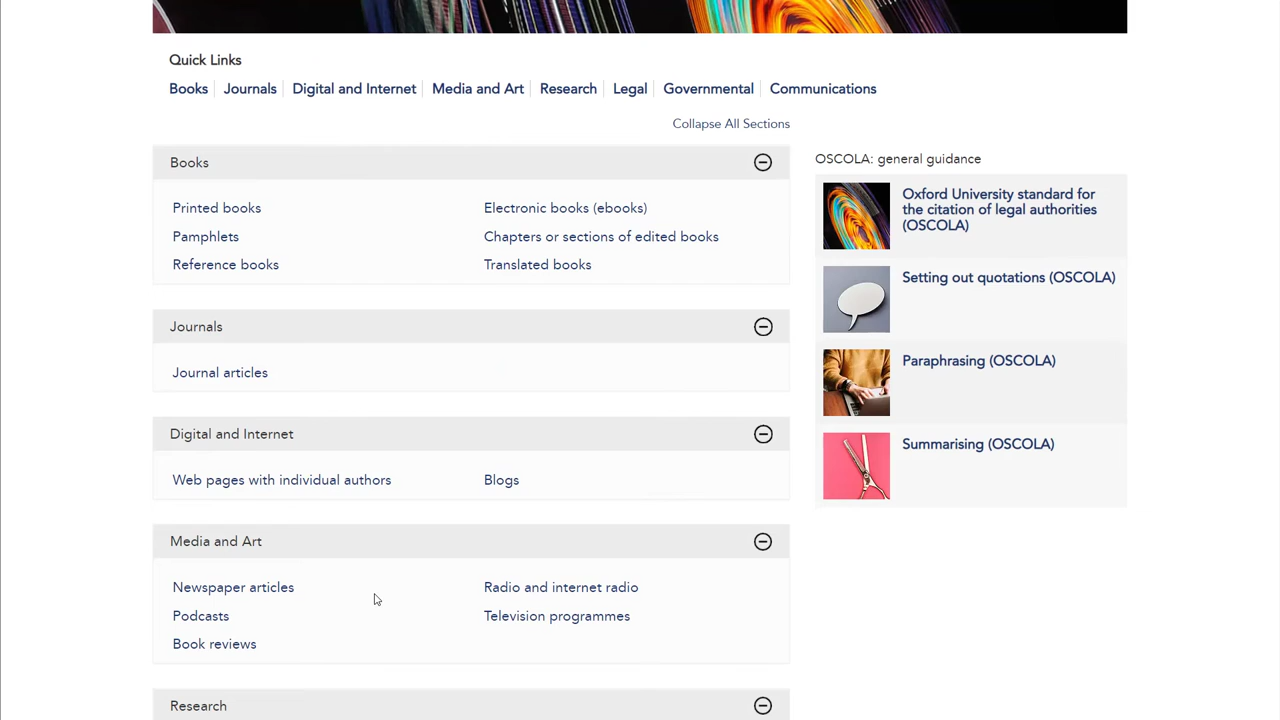 Quick Links
Books
Journals
Digital and Internet
Media and Art
Research
Legal
Governmental
Communications
Collapse All Sections
Books
Printed books
Electronic books (ebooks)
Pamphlets
Chapters or sections of edited books
Reference books
Translated books
Journals
Journal articles
Digital and Internet
Web pages with individual authors
Blogs
Media and Art
Newspaper articles
Radio and internet radio
Podcasts
Television programmes
Book reviews
Research
OSCOLA: general guidance
Oxford University standard for
the citation of legal authorities
(OSCOLA)
Setting out quotations (OSCOLA)
Paraphrasing (OSCOLA)
Summarising (OSCOLA)